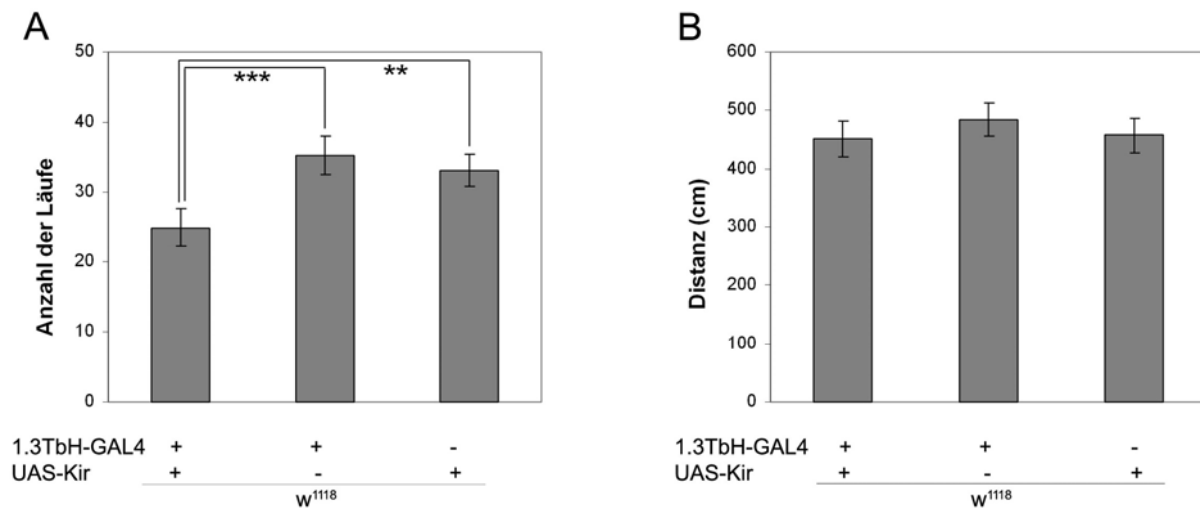 A
50
40
30
20
10
0
Anzahl der Läufe
***
**
1.3TbH-GAL4 + + -
UAS-Kir + - +
w¹¹¹⁸
B
600
500
400
300
200
100
0
Distanz (cm)
1.3TbH-GAL4 + + -
UAS-Kir + - +
w¹¹¹⁸